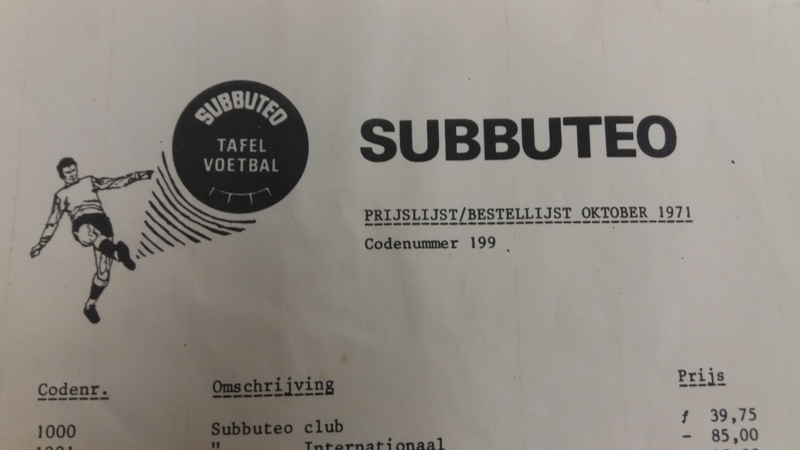 SUBBUTEO
TAFEL
VOETBAL
SUBBUTEO
PRIJSLIJST/BESTELLIJST OKTOBER 1971
Codenummer 199
Codenr. Omschrijving Prijs
1000 Subbuteo club ƒ 39,75
" Internationaal - 85,00